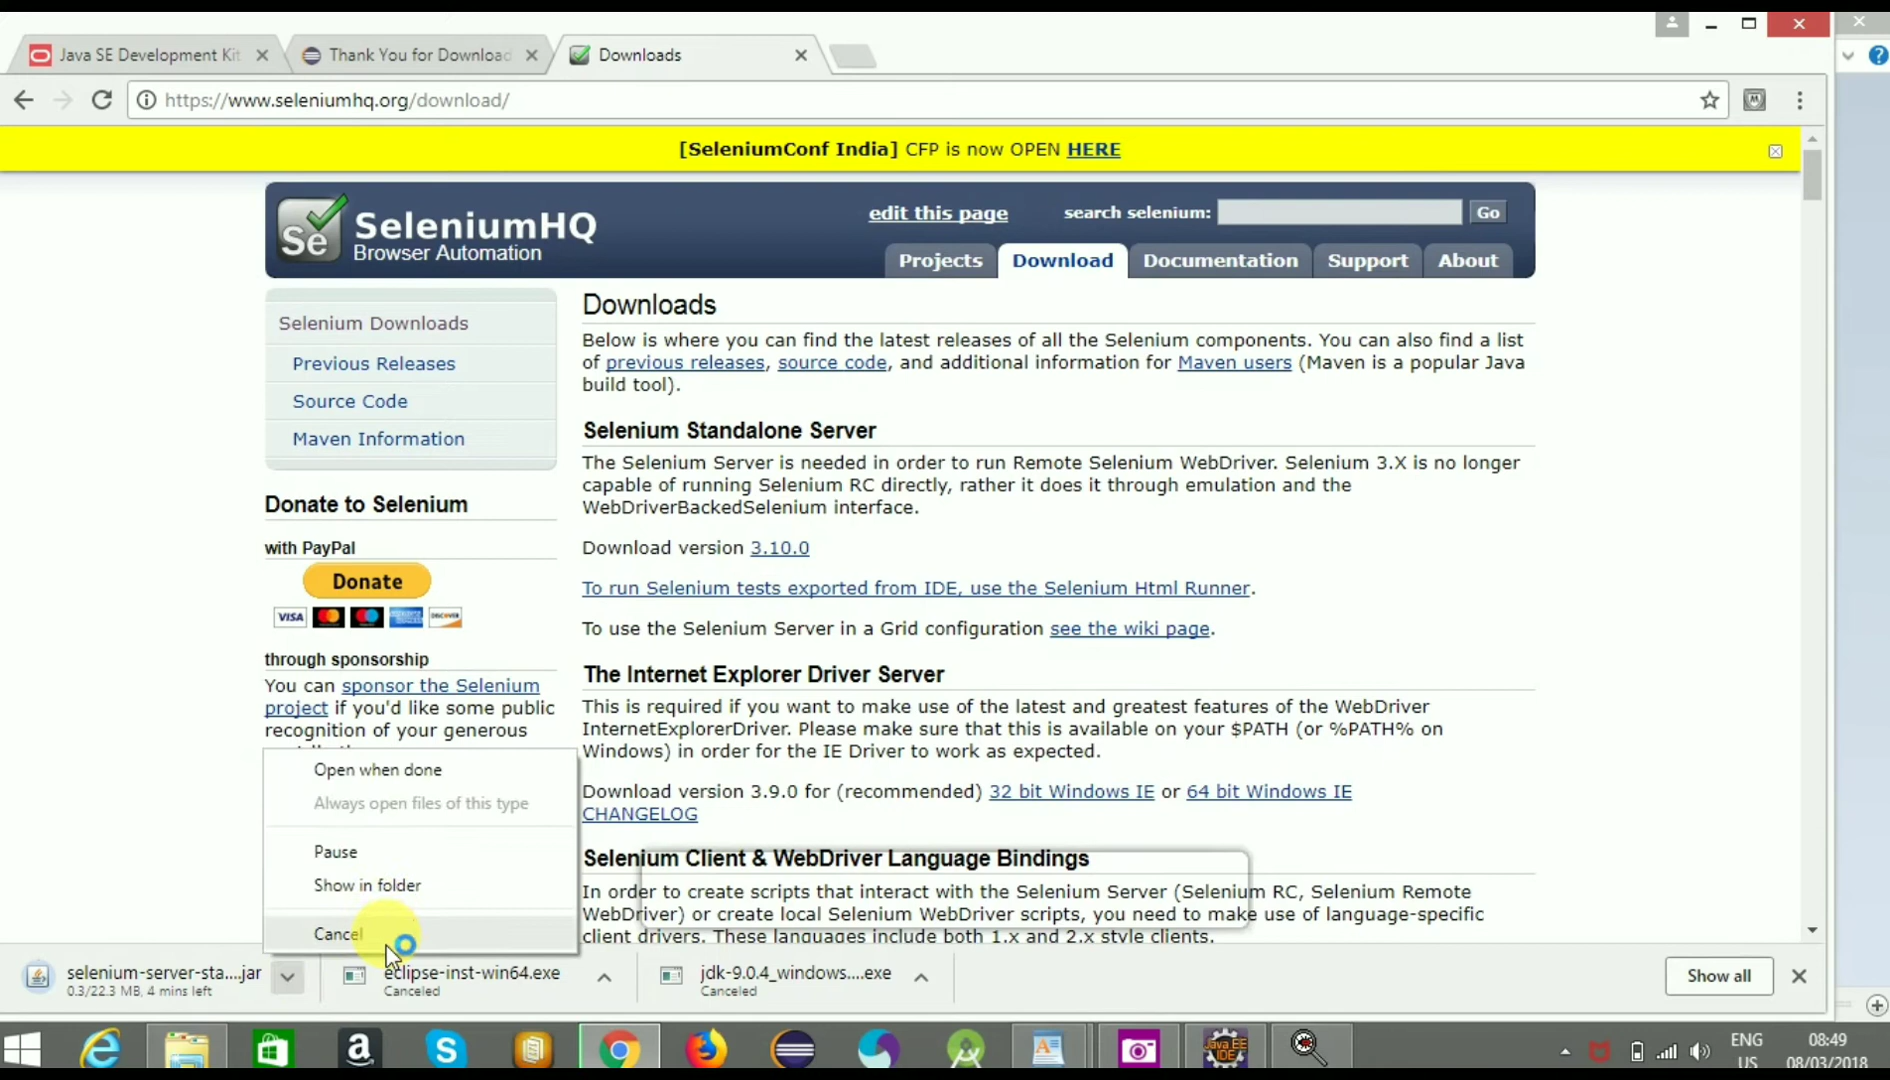 Java SE Development Kit
Thank You for Download
Downloads
https://www.seleniumhq.org/download/
[SeleniumConf India] CFP is now OPEN HERE
Se
SeleniumHQ
Browser Automation
edit this page
search selenium:
Go
Projects
Download
Documentation
Support
About
Selenium Downloads
Previous Releases
Source Code
Maven Information
Donate to Selenium
with PayPal
Donate
VISA
through sponsorship
You can sponsor the Selenium
project if you'd like some public
recognition of your generous
Downloads
Below is where you can find the latest releases of all the Selenium components. You can also find a list
of previous releases, source code, and additional information for Maven users (Maven is a popular Java
build tool).
Selenium Standalone Server
The Selenium Server is needed in order to run Remote Selenium WebDriver. Selenium 3.X is no longer
capable of running Selenium RC directly, rather it does it through emulation and the
WebDriverBackedSelenium interface.
Download version 3.10.0
To run Selenium tests exported from IDE, use the Selenium Html Runner.
To use the Selenium Server in a Grid configuration see the wiki page.
The Internet Explorer Driver Server
This is required if you want to make use of the latest and greatest features of the WebDriver
InternetExplorerDriver. Please make sure that this is available on your $PATH (or %PATH% on
Windows) in order for the IE Driver to work as expected.
Download version 3.9.0 for (recommended) 32 bit Windows IE or 64 bit Windows IE
CHANGELOG
Selenium Client & WebDriver Language Bindings
In order to create scripts that interact with the Selenium Server (Selenium RC, Selenium Remote
WebDriver) or create local Selenium WebDriver scripts, you need to make use of language-specific
client drivers. These languages include both 1.x and 2.x style clients.
Open when done
Always open files of this type
Pause
Show in folder
Cancel
selenium-server-sta....jar
0.3/22.3 MB, 4 mins left
eclipse-inst-win64.exe
Canceled
jdk-9.0.4_windows....exe
Canceled
Show all
Java EE
IDE
ENG
US
08:49
08/03/2018